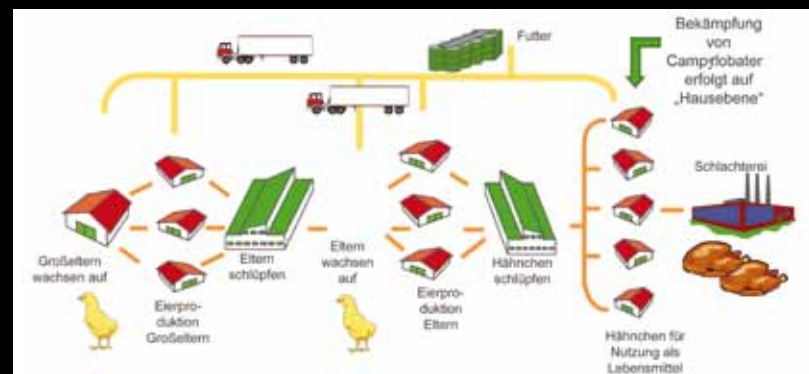 Futter
Bekämpfung
von
Campylobater
erfolgt auf
„Hausebene“
Schlachterei
Großeltern
wachsen auf
Eierpro-
duktion
Großeltern
Eltern
schlüpfen
Eltern
wachsen
auf
Eierpro-
duktion
Eltern
Hähnchen
schlüpfen
Hähnchen für
Nutzung als
Lebensmittel